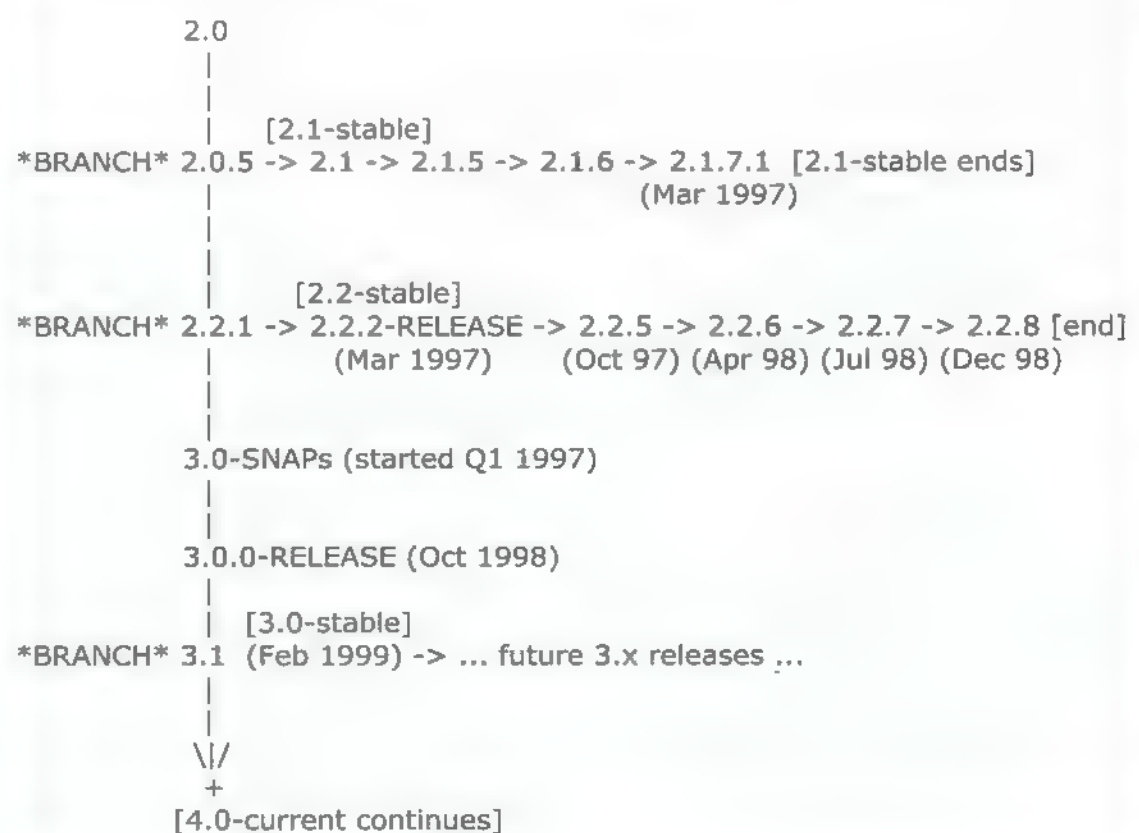 2.0
|
|
| [2.1-stable]
*BRANCH* 2.0.5 -> 2.1 -> 2.1.5 -> 2.1.6 -> 2.1.7.1 [2.1-stable ends]
| (Mar 1997)
|
|
| [2.2-stable]
*BRANCH* 2.2.1 -> 2.2.2-RELEASE -> 2.2.5 -> 2.2.6 -> 2.2.7 -> 2.2.8 [end]
| (Mar 1997) (Oct 97) (Apr 98) (Jul 98) (Dec 98)
|
|
3.0-SNAPs (started Q1 1997)
|
|
3.0.0-RELEASE (Oct 1998)
|
| [3.0-stable]
*BRANCH* 3.1 (Feb 1999) -> ... future 3.x releases ...
|
|
\|/
+
[4.0-current continues]